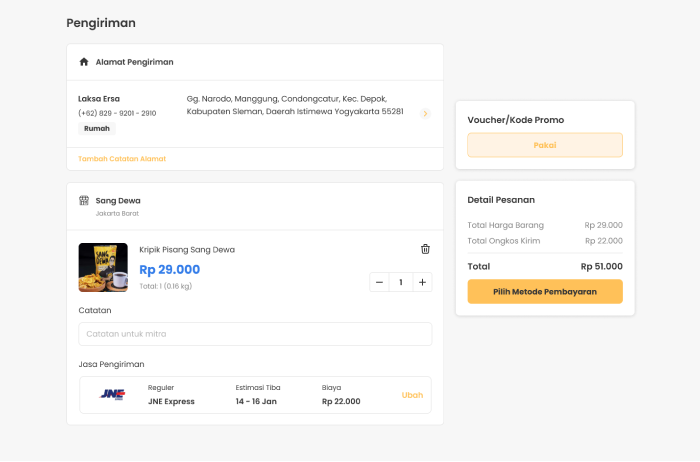 Pengiriman
Alamat Pengiriman
Laksa Ersa
(+62) 829 - 9201 - 2910
Rumah
Gg. Narodo, Manggung, Condongcatur, Kec. Depok,
Kabupaten Sleman, Daerah Istimewa Yogyakarta 55281
Tambah Catatan Alamat
Sang Dewa
Jakarta Barat
SANG
DEWA
Kripik Pisang Sang Dewa
Rp 29.000
Total: 1 (0.16 kg)
1
Catatan
Catatan untuk mitra
Jasa Pengiriman
JNE
Reguler
JNE Express
Estimasi Tiba
14 - 16 Jan
Biaya
Rp 22.000
Ubah
Voucher/Kode Promo
Pakai
Detail Pesanan
Total Harga Barang Rp 29.000
Total Ongkos Kirim Rp 22.000
Total Rp 51.000
Pilih Metode Pembayaran